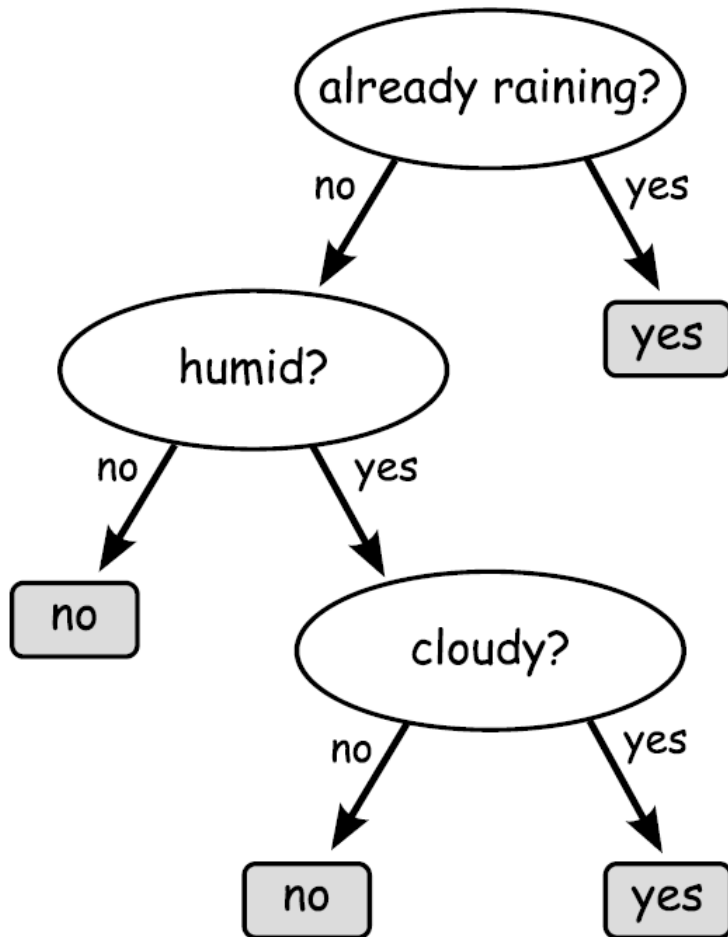 already raining?
no
yes
yes
humid?
no
yes
no
cloudy?
no
yes
no
yes